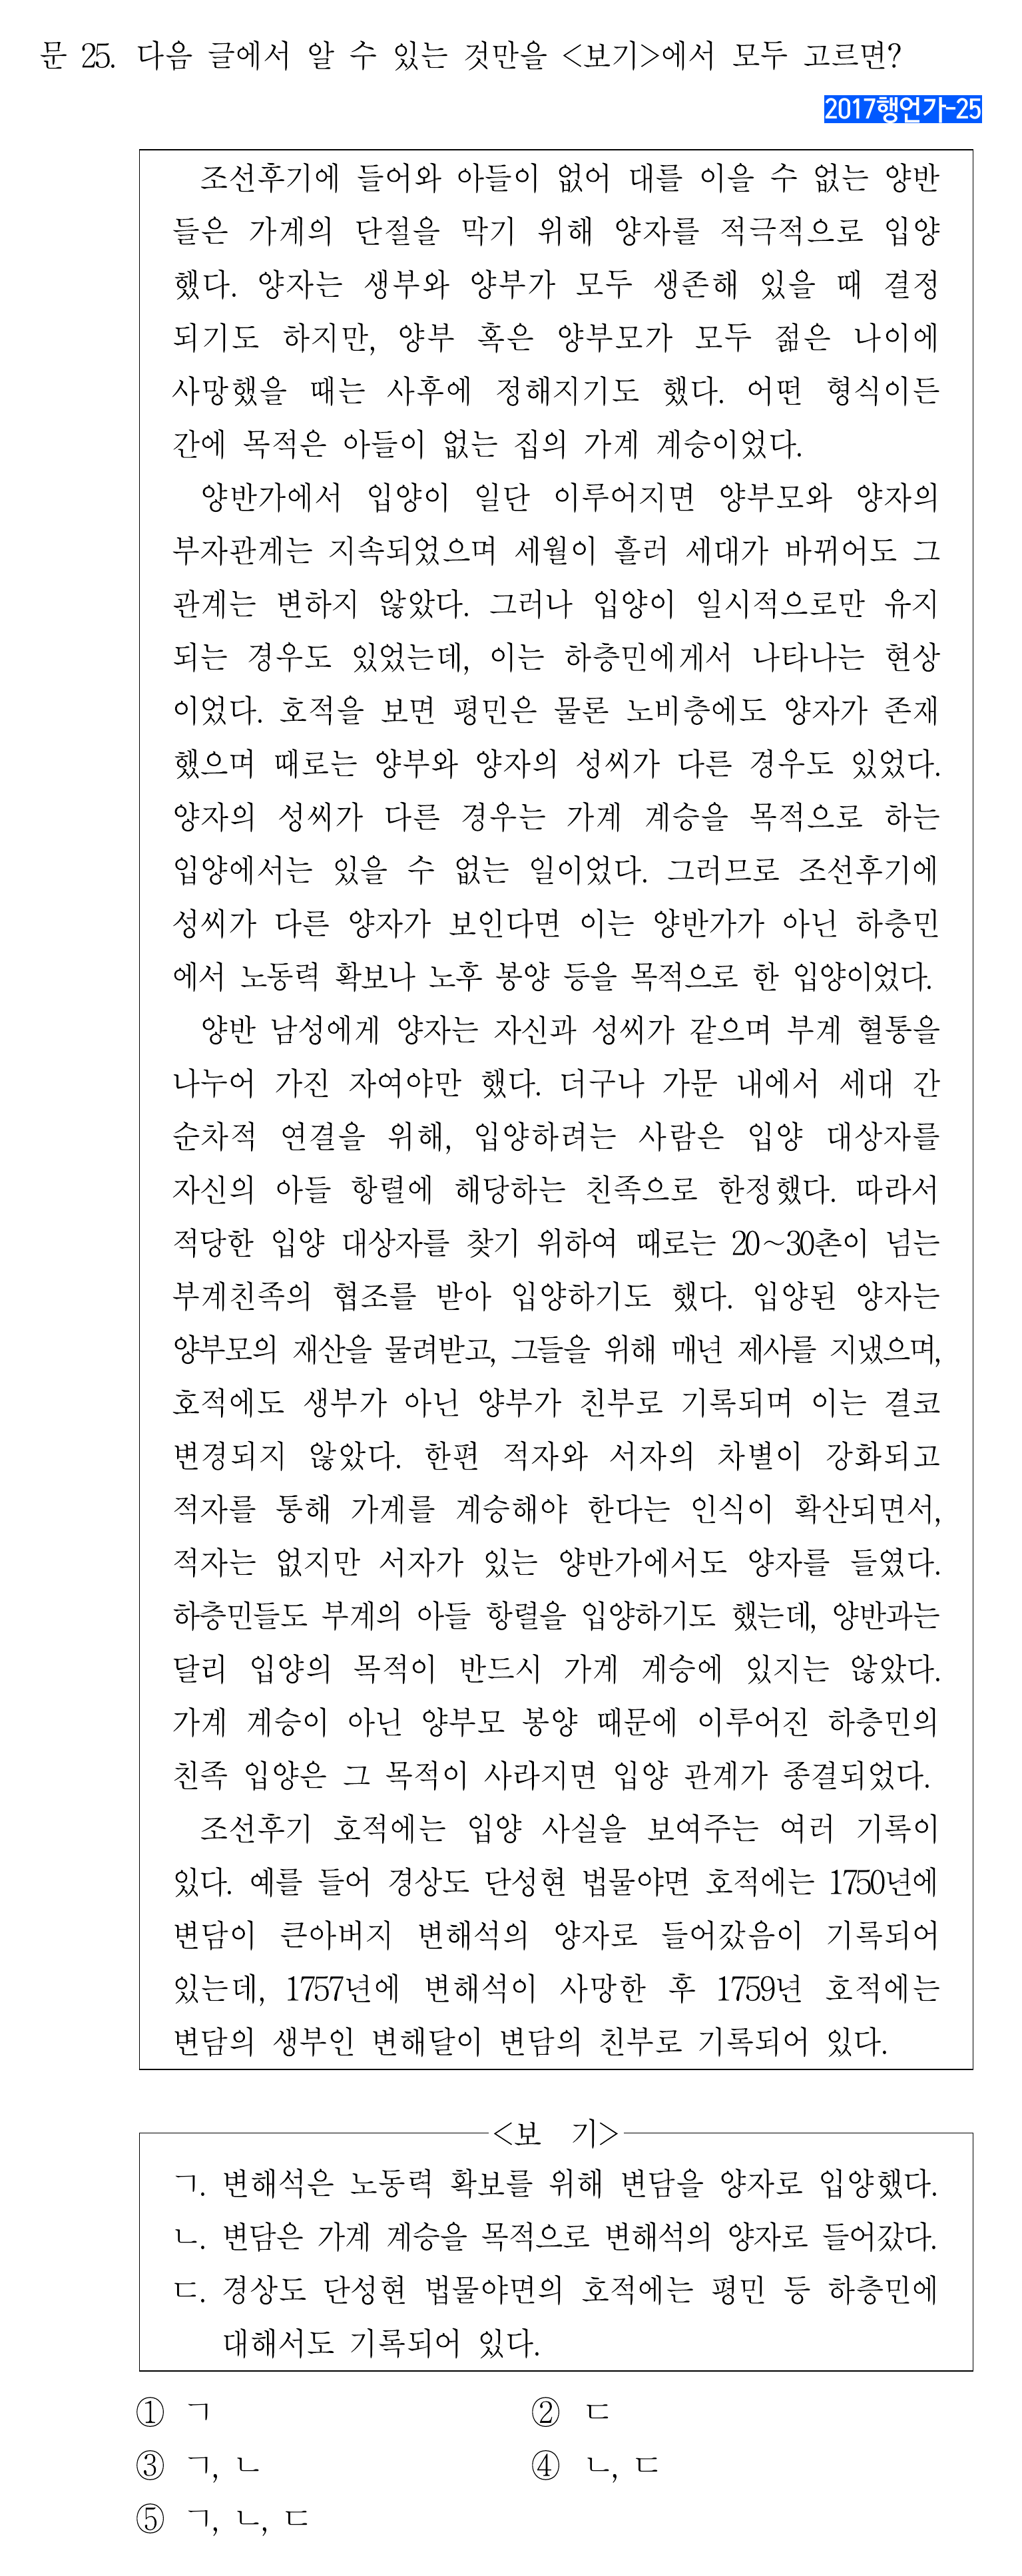 문 25. 다음 글에서 알 수 있는 것만을 <보기>에서 모두 고르면?
2017행언가-25
조선후기에 들어와 아들이 없어 대를 이을 수 없는 양반
들은 가계의 단절을 막기 위해 양자를 적극적으로 입양
했다. 양자는 생부와 양부가 모두 생존해 있을 때 결정
되기도 하지만, 양부 혹은 양부모가 모두 젊은 나이에
사망했을 때는 사후에 정해지기도 했다. 어떤 형식이든
간에 목적은 아들이 없는 집의 가계 계승이었다.
양반가에서 입양이 일단 이루어지면 양부모와 양자의
부자관계는 지속되었으며 세월이 흘러 세대가 바뀌어도 그
관계는 변하지 않았다. 그러나 입양이 일시적으로만 유지
되는 경우도 있었는데, 이는 하층민에게서 나타나는 현상
이었다. 호적을 보면 평민은 물론 노비층에도 양자가 존재
했으며 때로는 양부와 양자의 성씨가 다른 경우도 있었다.
양자의 성씨가 다른 경우는 가계 계승을 목적으로 하는
입양에서는 있을 수 없는 일이었다. 그러므로 조선후기에
성씨가 다른 양자가 보인다면 이는 양반가가 아닌 하층민
에서 노동력 확보나 노후 봉양 등을 목적으로 한 입양이었다.
양반 남성에게 양자는 자신과 성씨가 같으며 부계 혈통을
나누어 가진 자여야만 했다. 더구나 가문 내에서 세대 간
순차적 연결을 위해, 입양하려는 사람은 입양 대상자를
자신의 아들 항렬에 해당하는 친족으로 한정했다. 따라서
적당한 입양 대상자를 찾기 위하여 때로는 20~30촌이 넘는
부계친족의 협조를 받아 입양하기도 했다. 입양된 양자는
양부모의 재산을 물려받고, 그들을 위해 매년 제사를 지냈으며,
호적에도 생부가 아닌 양부가 친부로 기록되며 이는 결코
변경되지 않았다. 한편 적자와 서자의 차별이 강화되고
적자를 통해 가계를 계승해야 한다는 인식이 확산되면서,
적자는 없지만 서자가 있는 양반가에서도 양자를 들였다.
하층민들도 부계의 아들 항렬을 입양하기도 했는데, 양반과는
달리 입양의 목적이 반드시 가계 계승에 있지는 않았다.
가계 계승이 아닌 양부모 봉양 때문에 이루어진 하층민의
친족 입양은 그 목적이 사라지면 입양 관계가 종결되었다.
조선후기 호적에는 입양 사실을 보여주는 여러 기록이
있다. 예를 들어 경상도 단성현 법물야면 호적에는 1750년에
변담이 큰아버지 변해석의 양자로 들어갔음이 기록되어
있는데, 1757년에 변해석이 사망한 후 1759년 호적에는
변담의 생부인 변해달이 변담의 친부로 기록되어 있다.
<보 기>
ㄱ. 변해석은 노동력 확보를 위해 변담을 양자로 입양했다.
ㄴ. 변담은 가계 계승을 목적으로 변해석의 양자로 들어갔다.
ㄷ. 경상도 단성현 법물야면의 호적에는 평민 등 하층민에
대해서도 기록되어 있다.
① ㄱ ② ㄷ
③ ㄱ, ㄴ ④ ㄴ, ㄷ
⑤ ㄱ, ㄴ, ㄷ